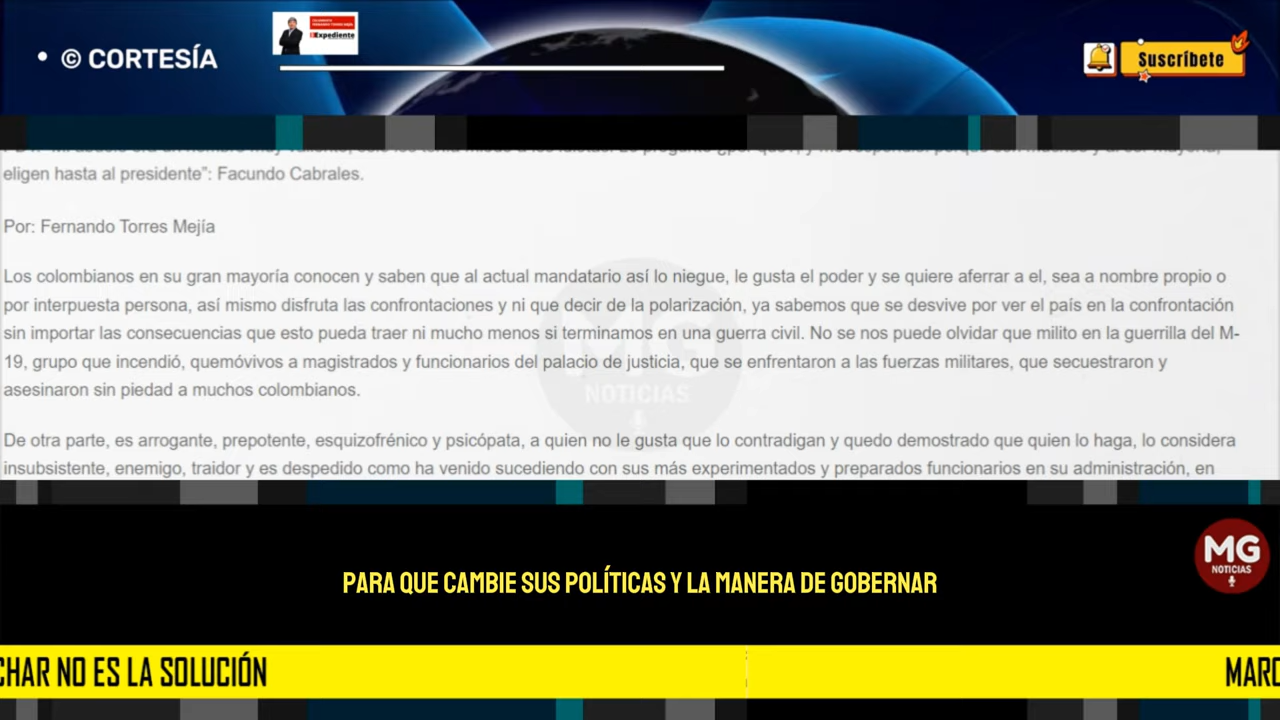 • © CORTESÍA
Expediente
Suscríbete
eligen hasta al presidente”: Facundo Cabrales.
Por: Fernando Torres Mejía
Los colombianos en su gran mayoría conocen y saben que al actual mandatario así lo niegue, le gusta el poder y se quiere aferrar a el, sea a nombre propio o
por interpuesta persona, así mismo disfruta las confrontaciones y ni que decir de la polarización, ya sabemos que se desvive por ver el país en la confrontación
sin importar las consecuencias que esto pueda traer ni mucho menos si terminamos en una guerra civil. No se nos puede olvidar que milito en la guerrilla del M-
19, grupo que incendió, quemóvivos a magistrados y funcionarios del palacio de justicia, que se enfrentaron a las fuerzas militares, que secuestraron y
asesinaron sin piedad a muchos colombianos.
De otra parte, es arrogante, prepotente, esquizofrénico y psicópata, a quien no le gusta que lo contradigan y quedo demostrado que quien lo haga, lo considera
insubsistente, enemigo, traidor y es despedido como ha venido sucediendo con sus más experimentados y preparados funcionarios en su administración, en
MG
NOTICIAS
PARA QUE CAMBIE SUS POLÍTICAS Y LA MANERA DE GOBERNAR
MG
NOTICIAS
CHAR NO ES LA SOLUCIÓN
MARC